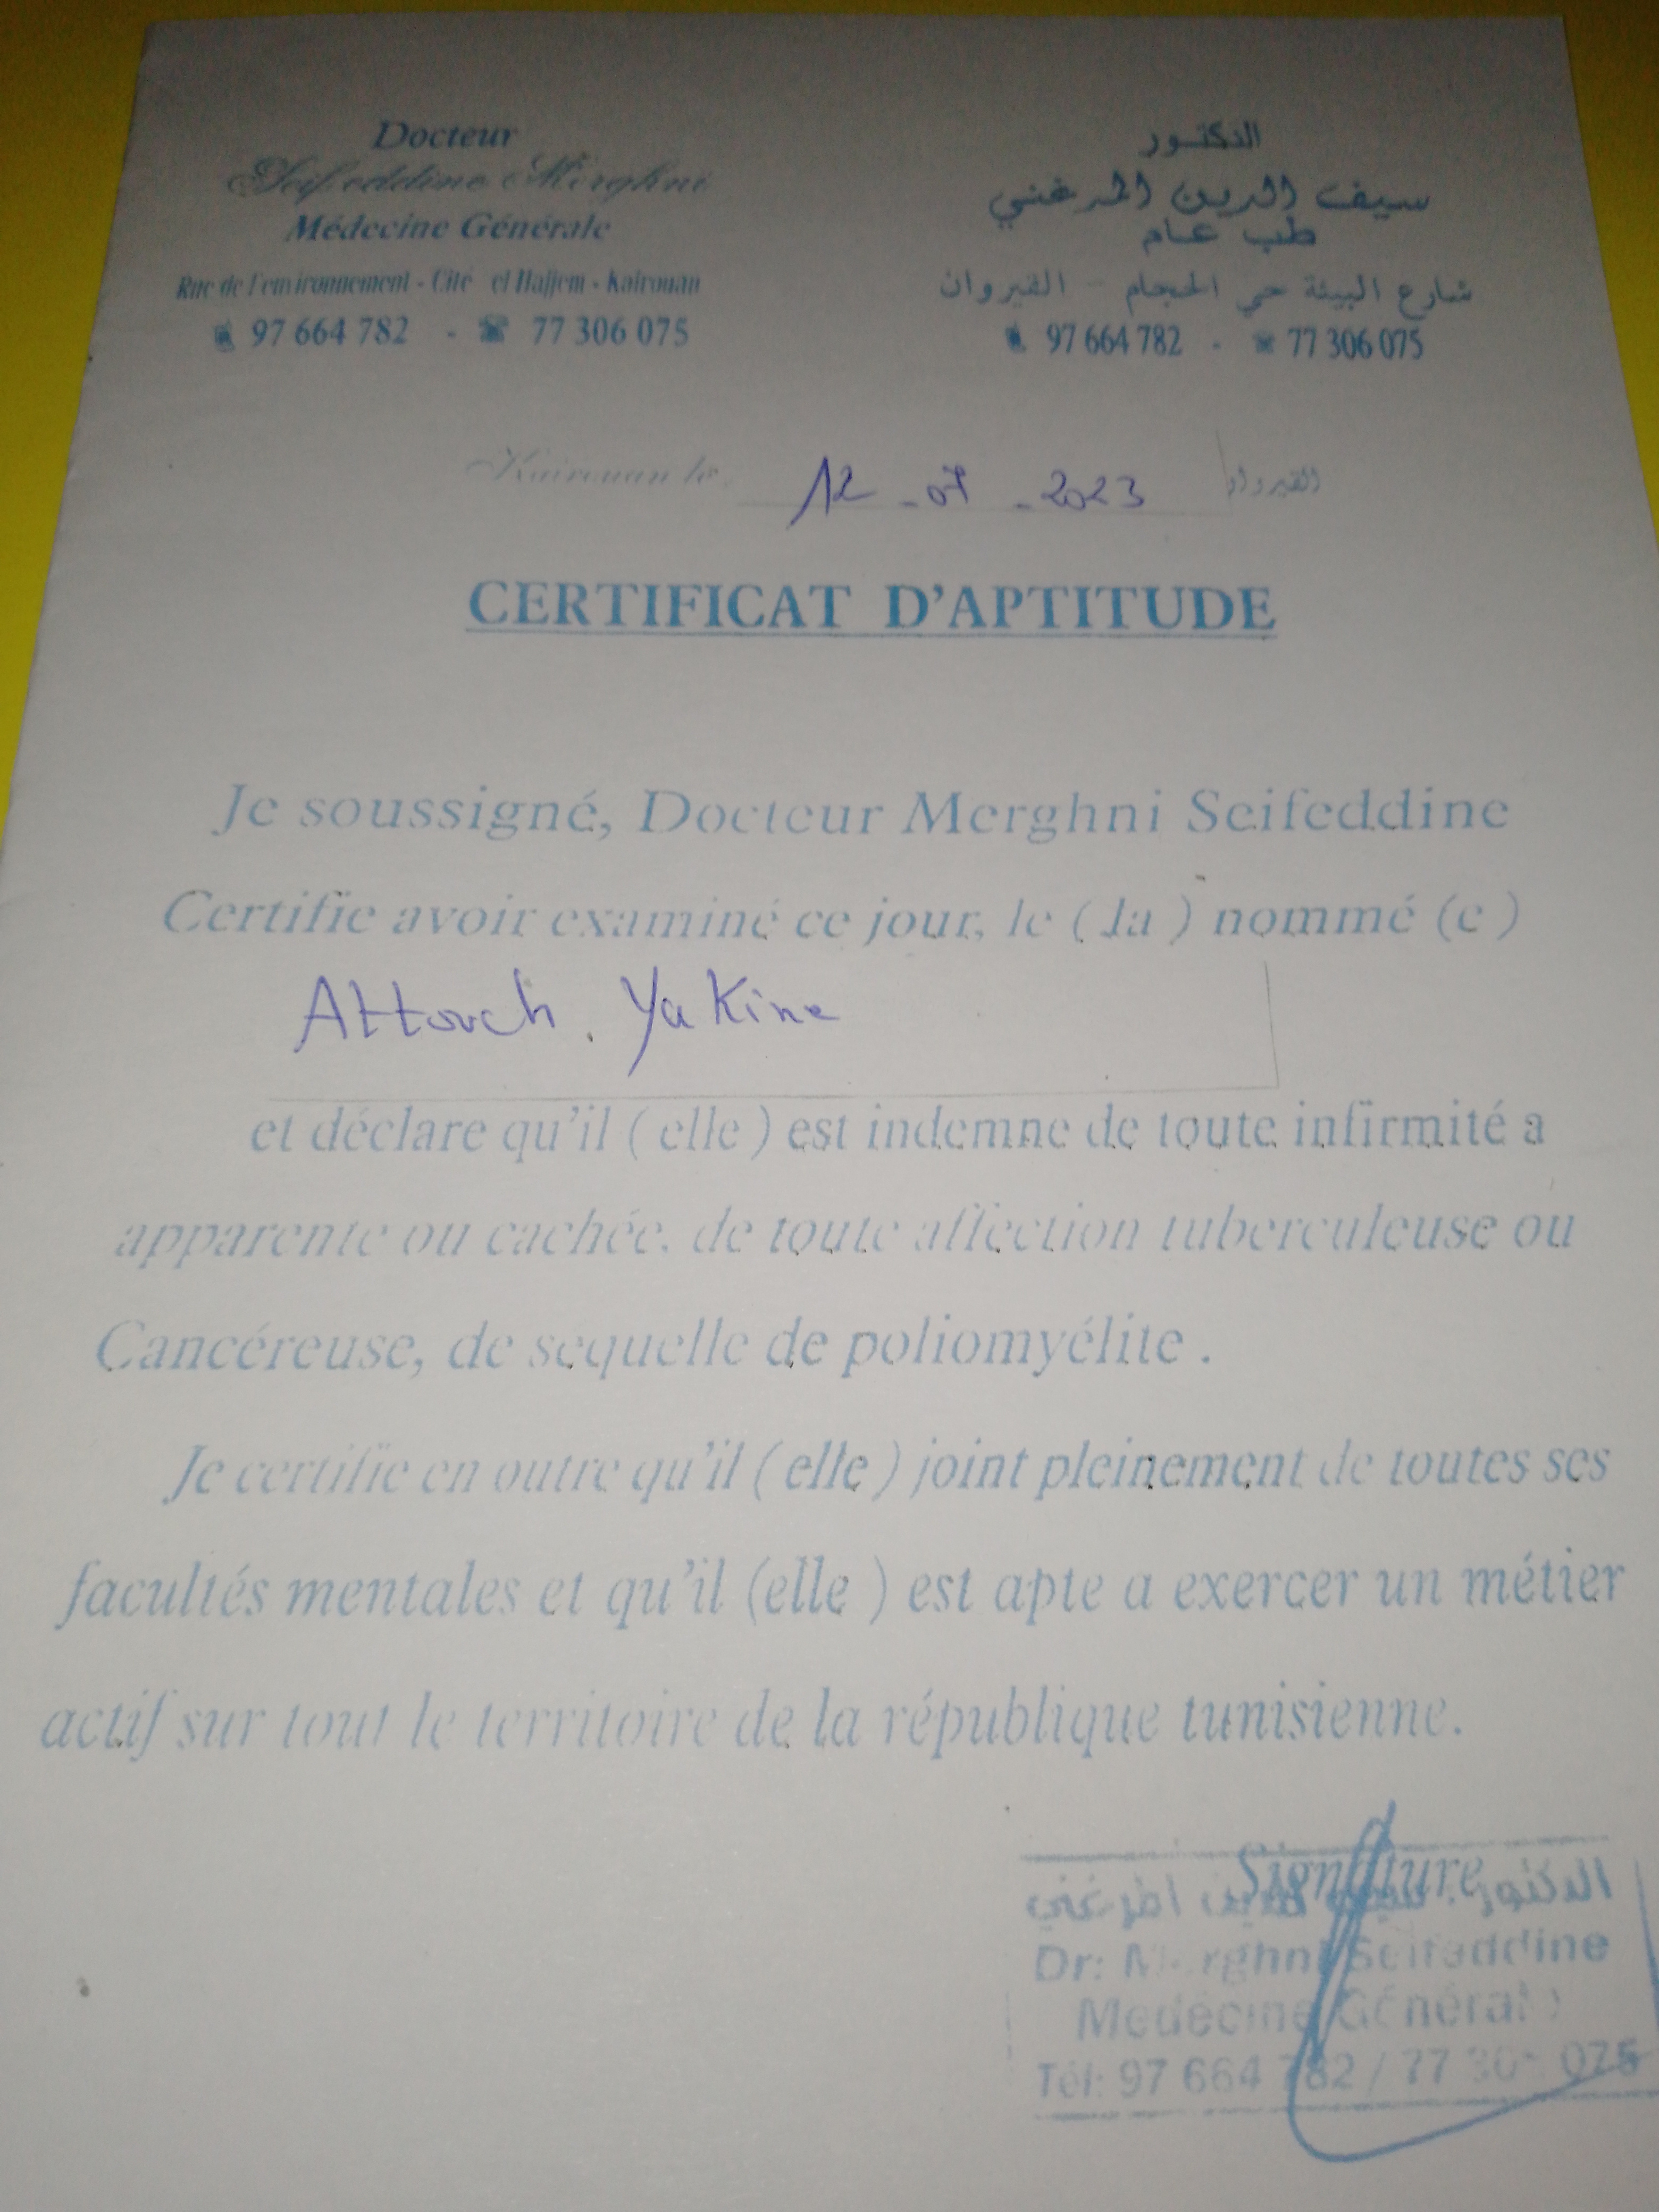 Docteur
Seifeddine Merghni
Médecine Générale
Rue de l'environnement - Cité el Hajjem - Kairouan
97 664 782 - 77 306 075
الدكتور
سيف الدين المرغني
طب عام
شارع البيئة حي الحجام - القيروان
97 664 782 - 77 306 075
Kairouan le 12-07-2023 القيروان
CERTIFICAT D'APTITUDE
Je soussigné, Docteur Merghni Seifeddine
Certifie avoir examiné ce jour, le ( la ) nommé (e )
Attouch. Yakine
et déclare qu'il ( elle ) est indemne de toute infirmité a
apparente ou cachée, de toute affection tuberculeuse ou
Cancéreuse, de sequelle de poliomyélite .
Je certifie en outre qu'il ( elle ) joint pleinement de toutes ses
facultés mentales et qu'il (elle ) est apte a exercer un métier
actif sur tout le territoire de la république tunisienne.
Signature
الدكتور سيف الدين المرغني
Dr: Merghni Seifeddine
Medecine Générale
Tél: 97 664 782 / 77 306 075